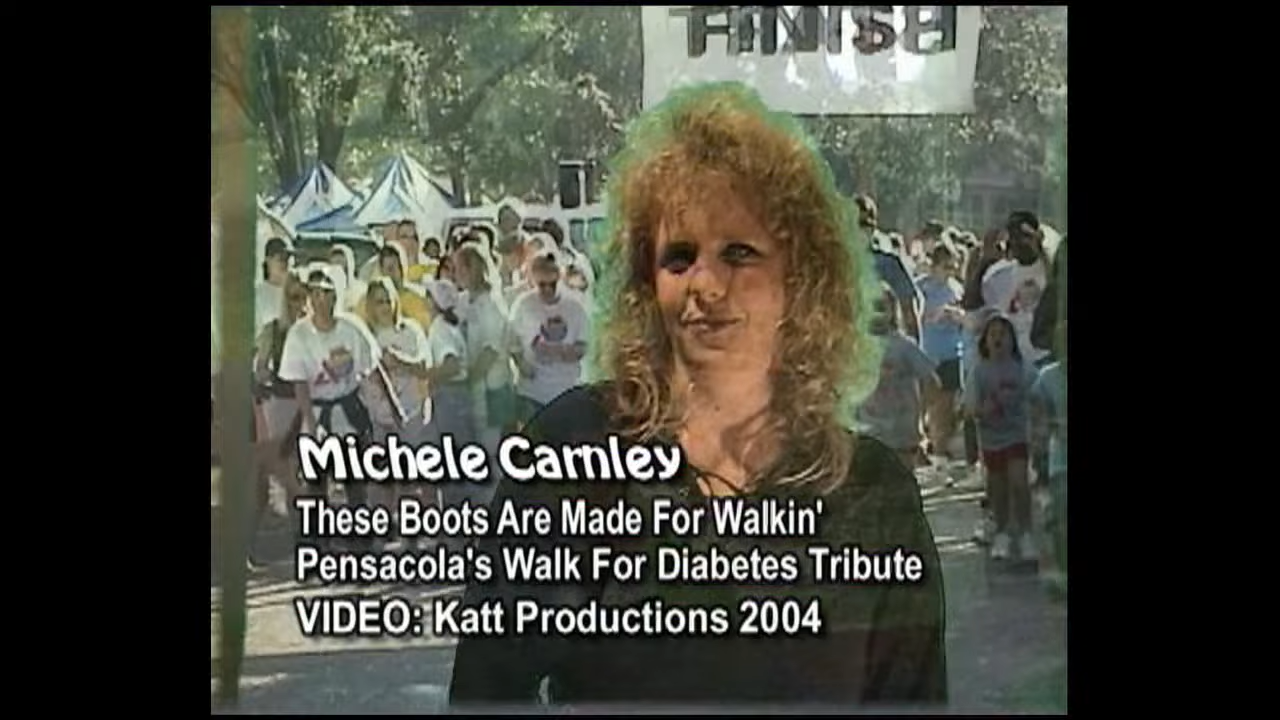 FINISH
Michele Carnley
These Boots Are Made For Walkin'
Pensacola's Walk For Diabetes Tribute
VIDEO: Katt Productions 2004